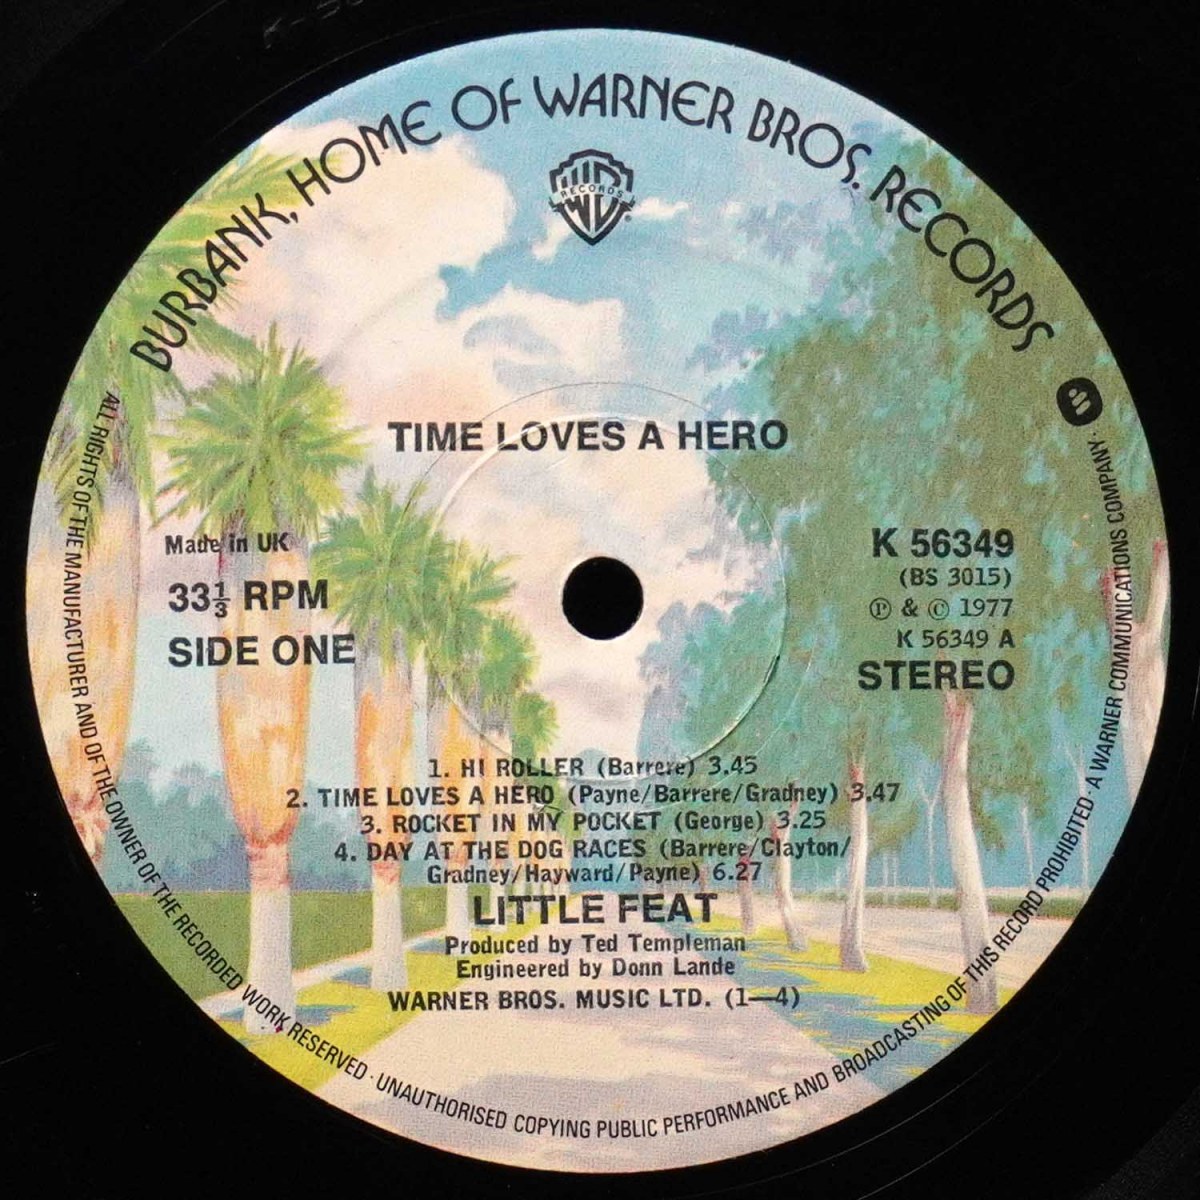 BURBANK, HOME OF WARNER BROS. RECORDS
WB
RECORDS
TIME LOVES A HERO
Made in UK
33⅓ RPM
SIDE ONE
K 56349
(BS 3015)
Ⓟ & © 1977
K 56349 A
STEREO
1. HI ROLLER (Barrere) 3.45
2. TIME LOVES A HERO (Payne/Barrere/Gradney) 3.47
3. ROCKET IN MY POCKET (George) 3.25
4. DAY AT THE DOG RACES (Barrere/Clayton/
Gradney/Hayward/Payne) 6.27
LITTLE FEAT
Produced by Ted Templeman
Engineered by Donn Lande
WARNER BROS. MUSIC LTD. (1—4)
ALL RIGHTS OF THE MANUFACTURER AND OF THE OWNER OF THE RECORDED WORK RESERVED · UNAUTHORISED COPYING PUBLIC PERFORMANCE AND BROADCASTING OF THIS RECORD PROHIBITED · A WARNER COMMUNICATIONS COMPANY ·